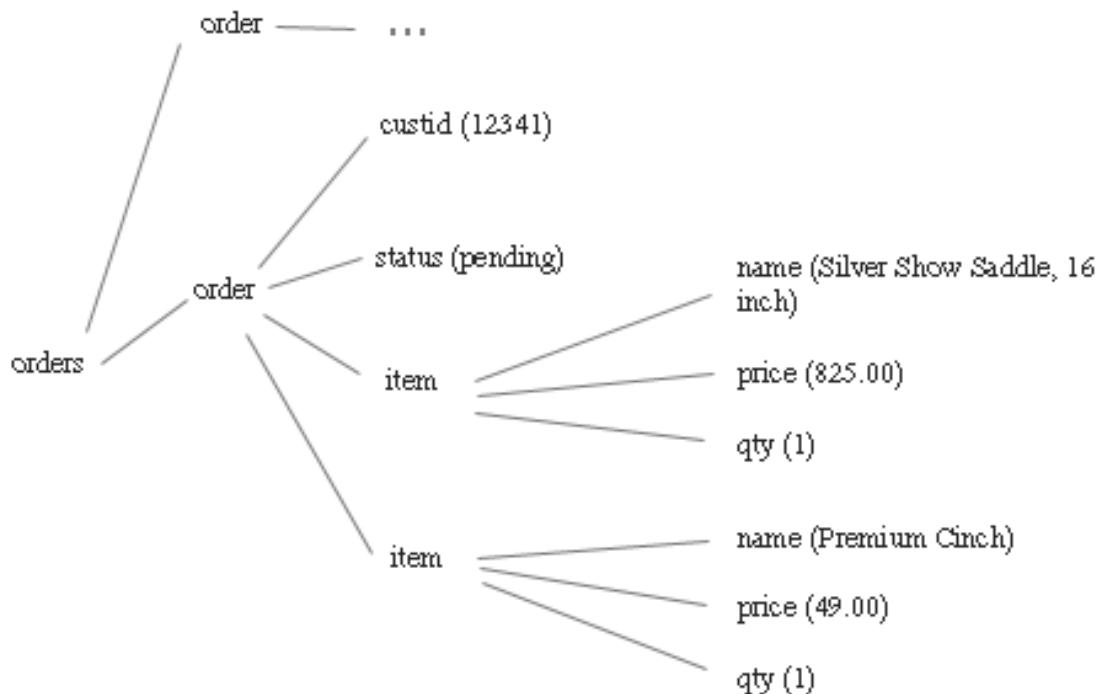 order ...
custid (12341)
status (pending)
order
name (Silver Show Saddle, 16
inch)
orders
item
price (825.00)
qty (1)
name (Premium Cinch)
item
price (49.00)
qty (1)